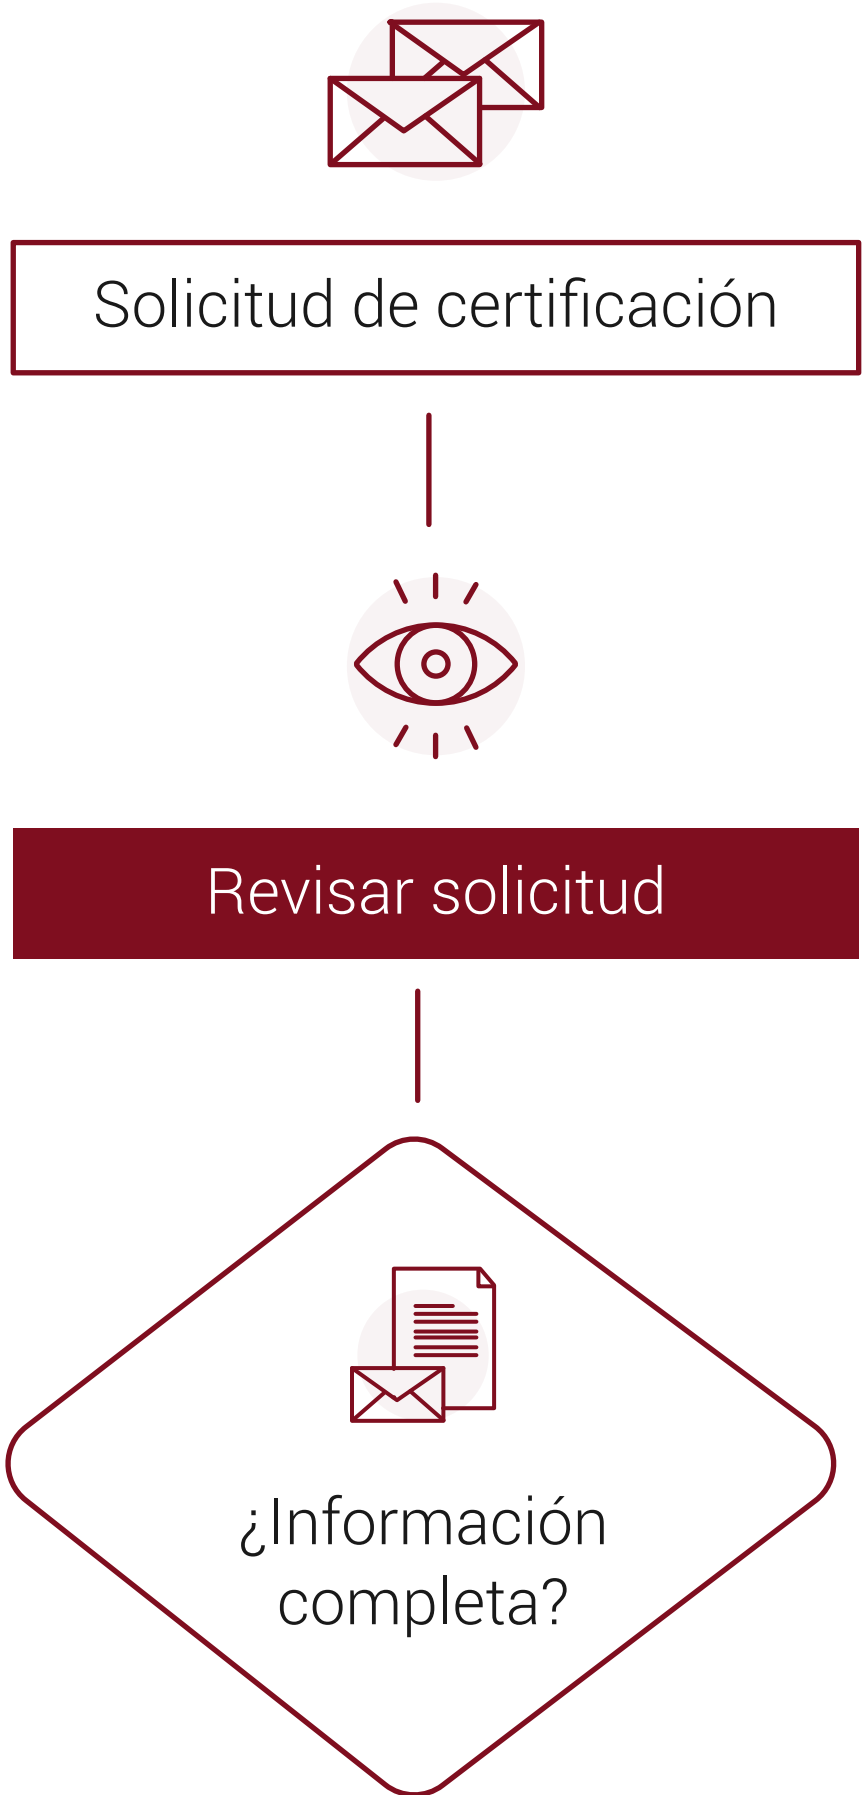 Solicitud de certificación
Revisar solicitud
¿Información
completa?